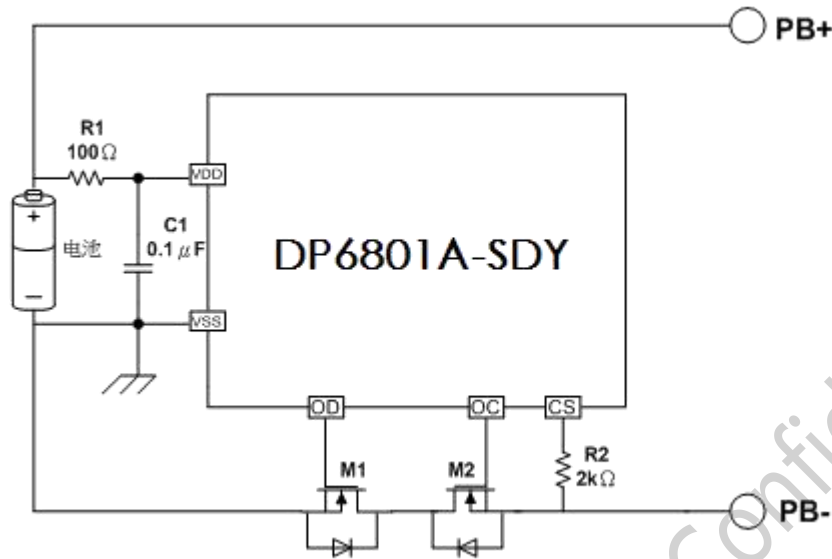 PB+
R1
100Ω
VDD
+
电池
C1
0.1μF
DP6801A-SDY
VSS
OD
OC
CS
M1
M2
R2
2kΩ
PB-
Confid